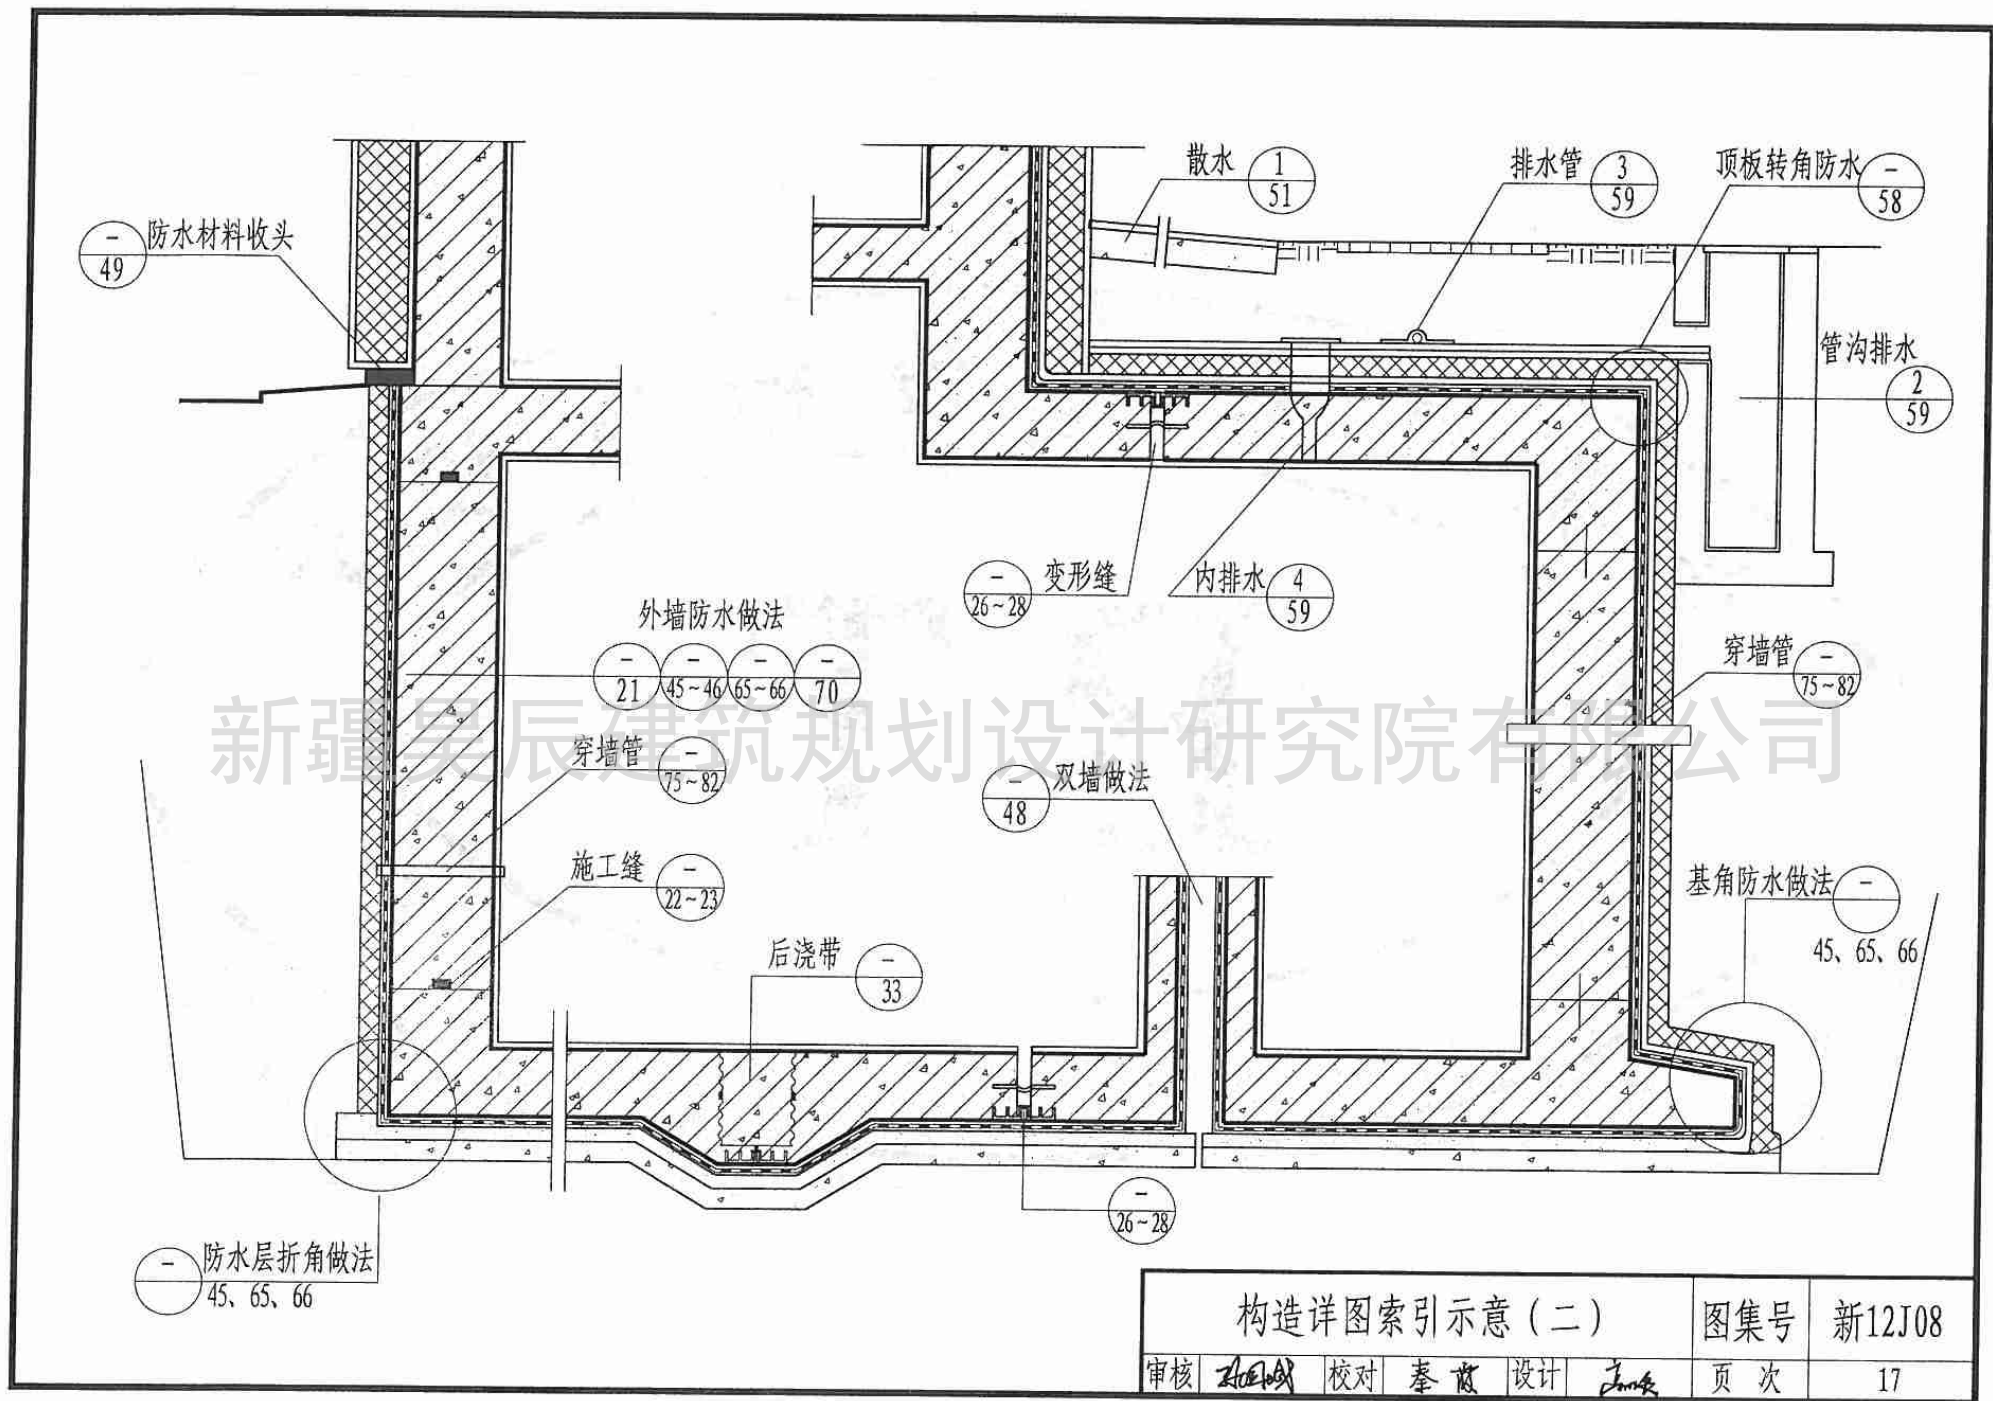 散水 1/51
排水管 3/59
顶板转角防水 -/58
-/49 防水材料收头
管沟排水
2/59
-/26~28 变形缝
内排水 4/59
外墙防水做法
-/21 -/45~46 -/65~66 -/70
穿墙管 -/75~82
新疆昊辰建筑规划设计研究院有限公司
穿墙管 -/75~82
-/48 双墙做法
施工缝 -/22~23
基角防水做法 -
45、65、66
后浇带 -/33
-/26~28
- 防水层折角做法
45、65、66
构造详图索引示意（二） 图集号 新12J08
审核 校对 秦 设计 页次 17